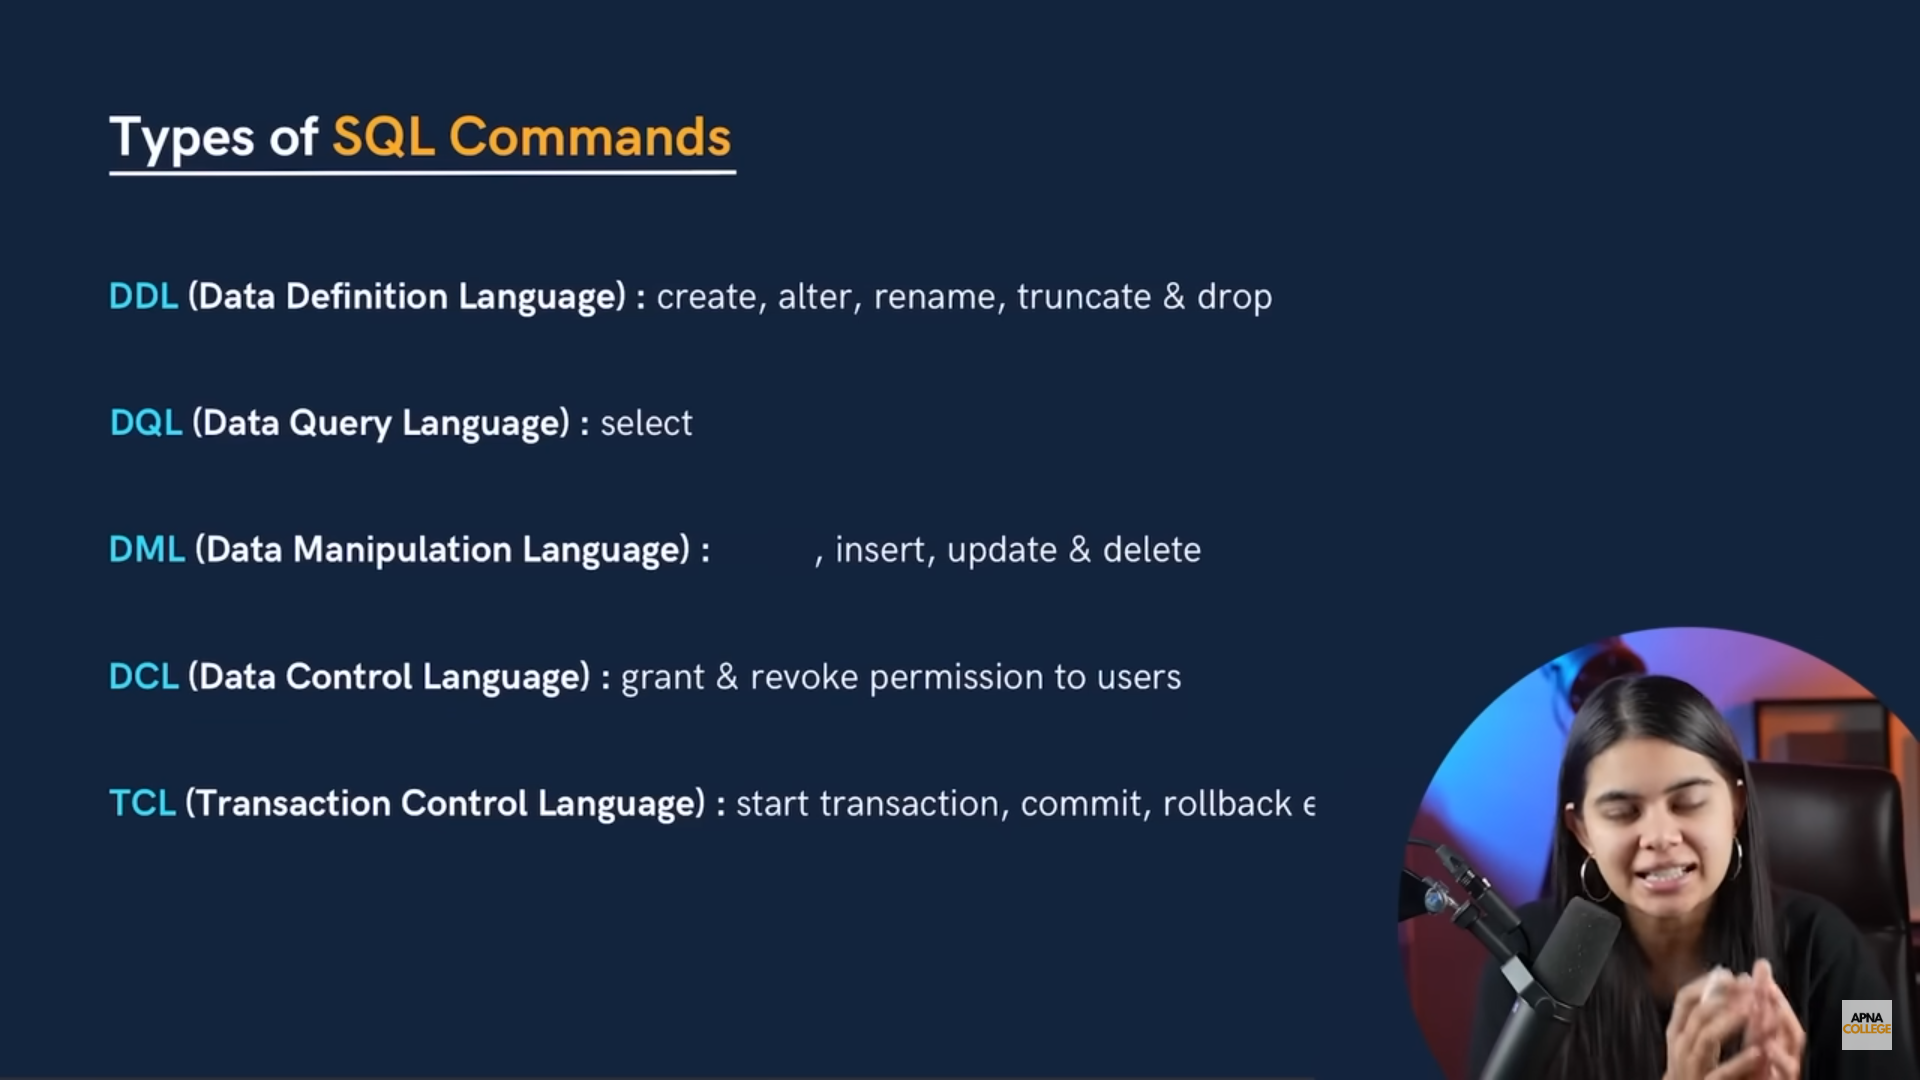 Types of SQL Commands
DDL (Data Definition Language) : create, alter, rename, truncate & drop
DQL (Data Query Language) : select
DML (Data Manipulation Language) : , insert, update & delete
DCL (Data Control Language) : grant & revoke permission to users
TCL (Transaction Control Language) : start transaction, commit, rollback
APNA
COLLEGE